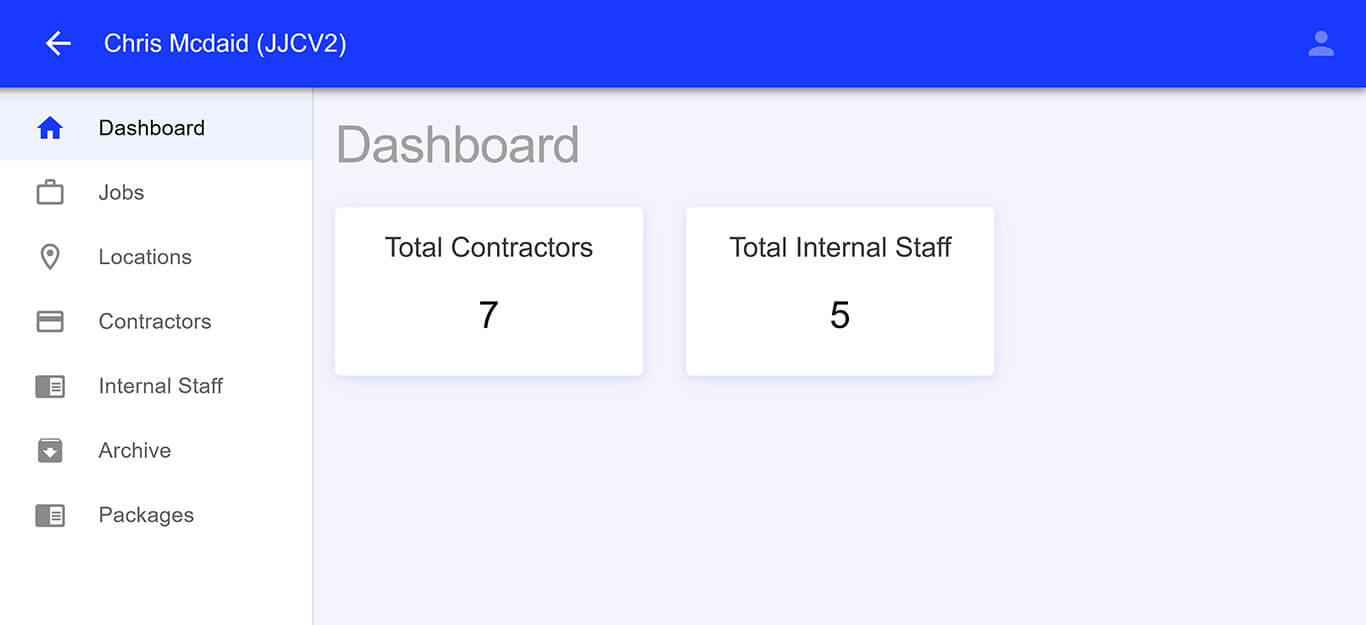 Chris Mcdaid (JJCV2)
Dashboard
Jobs
Locations
Contractors
Internal Staff
Archive
Packages
Dashboard
Total Contractors
7
Total Internal Staff
5